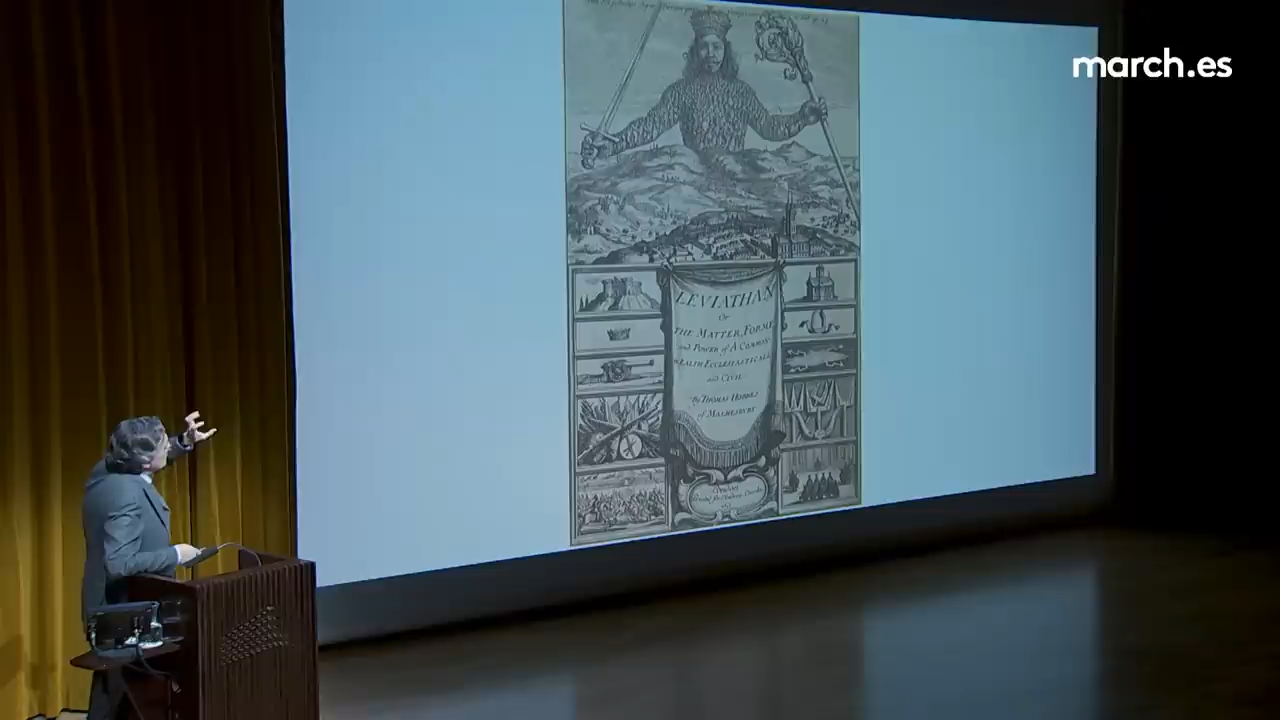 march.es
LEVIATHAN
Or
THE MATTER, FORME
and POWER of A COMMON
WEALTH ECCLESIASTICALL
and CIVIL
By THOMAS HOBBES
of MALMESBURY
London